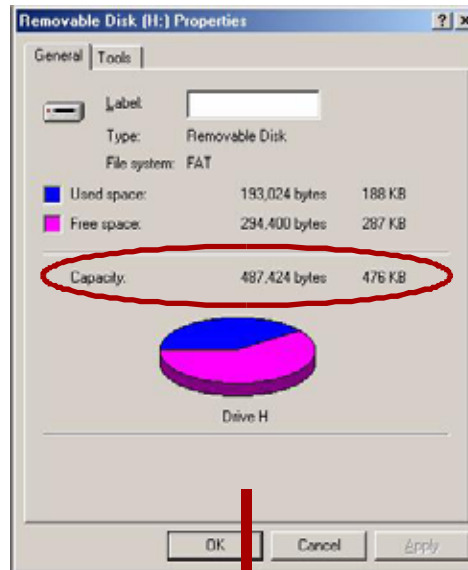 Removable Disk (H:) Properties
General Tools
Label:
Type: Removable Disk
File system: FAT
Used space: 193,024 bytes 188 KB
Free space: 294,400 bytes 287 KB
Capacity: 487,424 bytes 476 KB
Drive H
OK Cancel Apply